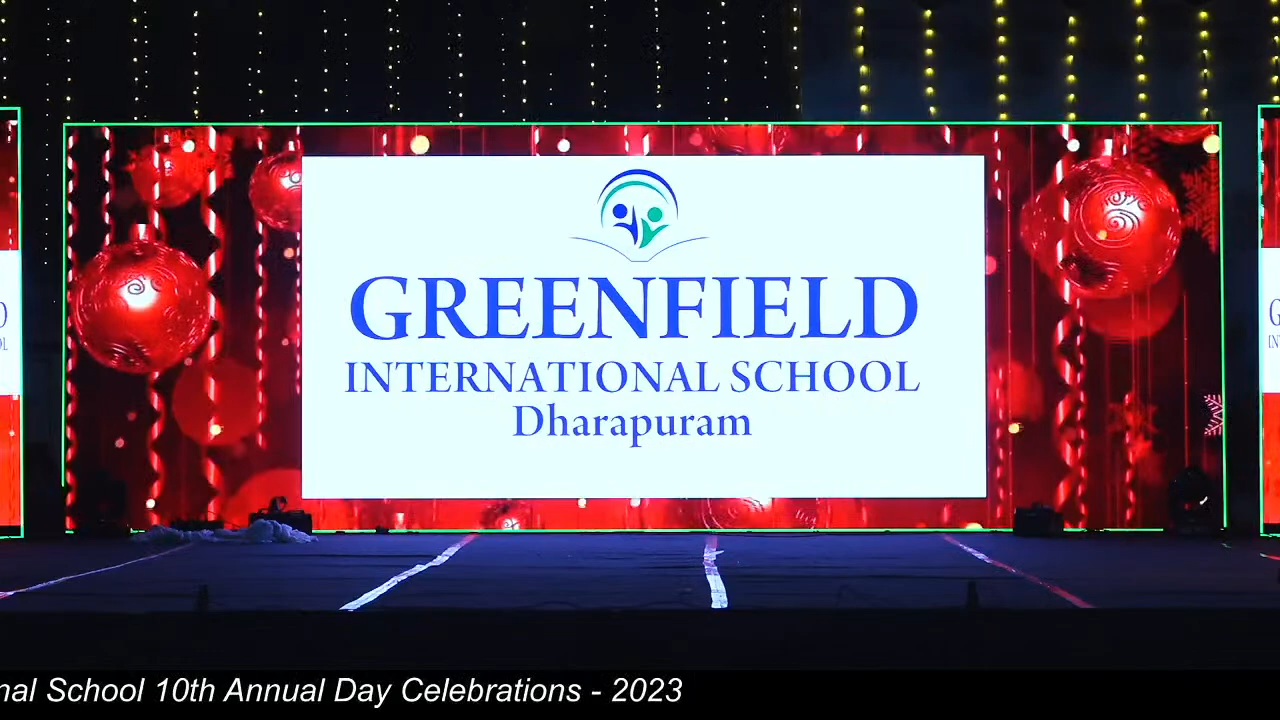 GREENFIELD
INTERNATIONAL SCHOOL
Dharapuram
nal School 10th Annual Day Celebrations - 2023